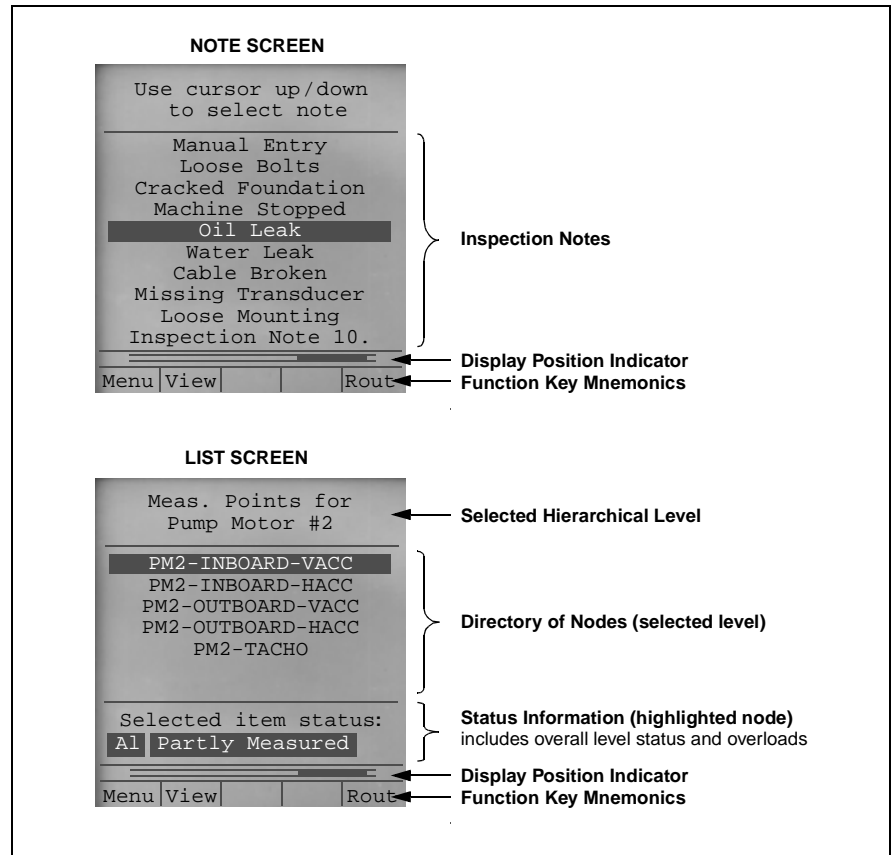 NOTE SCREEN
Use cursor up/down
to select note
Manual Entry
Loose Bolts
Cracked Foundation
Machine Stopped
Oil Leak
Water Leak
Cable Broken
Missing Transducer
Loose Mounting
Inspection Note 10.
Inspection Notes
Display Position Indicator
Menu View Rout
Function Key Mnemonics
LIST SCREEN
Meas. Points for
Pump Motor #2
Selected Hierarchical Level
PM2-INBOARD-VACC
PM2-INBOARD-HACC
PM2-OUTBOARD-VACC
PM2-OUTBOARD-HACC
PM2-TACHO
Directory of Nodes (selected level)
Selected item status:
Al Partly Measured
Status Information (highlighted node)
includes overall level status and overloads
Display Position Indicator
Menu View Rout
Function Key Mnemonics